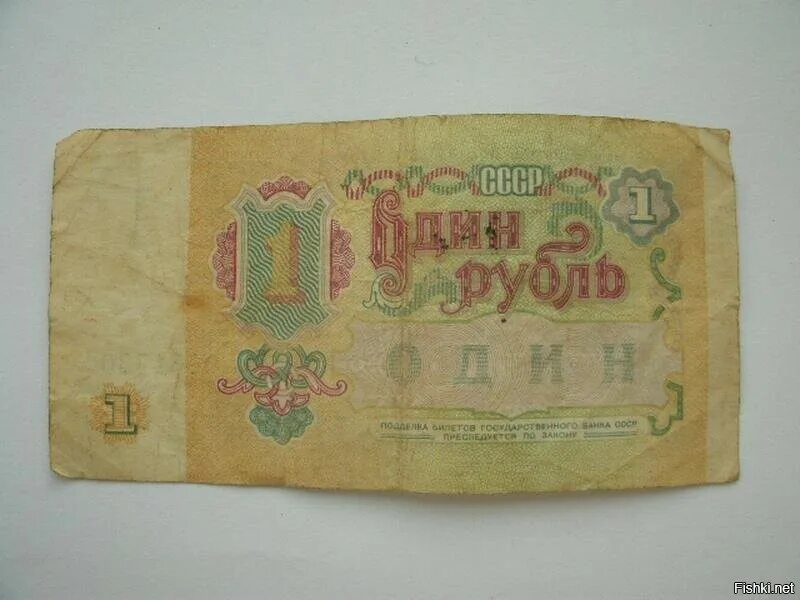 СССР
1
1
Один
рубль
ОДИН
1
ПОДДЕЛКА БИЛЕТОВ ГОСУДАРСТВЕННОГО БАНКА СССР
ПРЕСЛЕДУЕТСЯ ПО ЗАКОНУ
Fishki.net